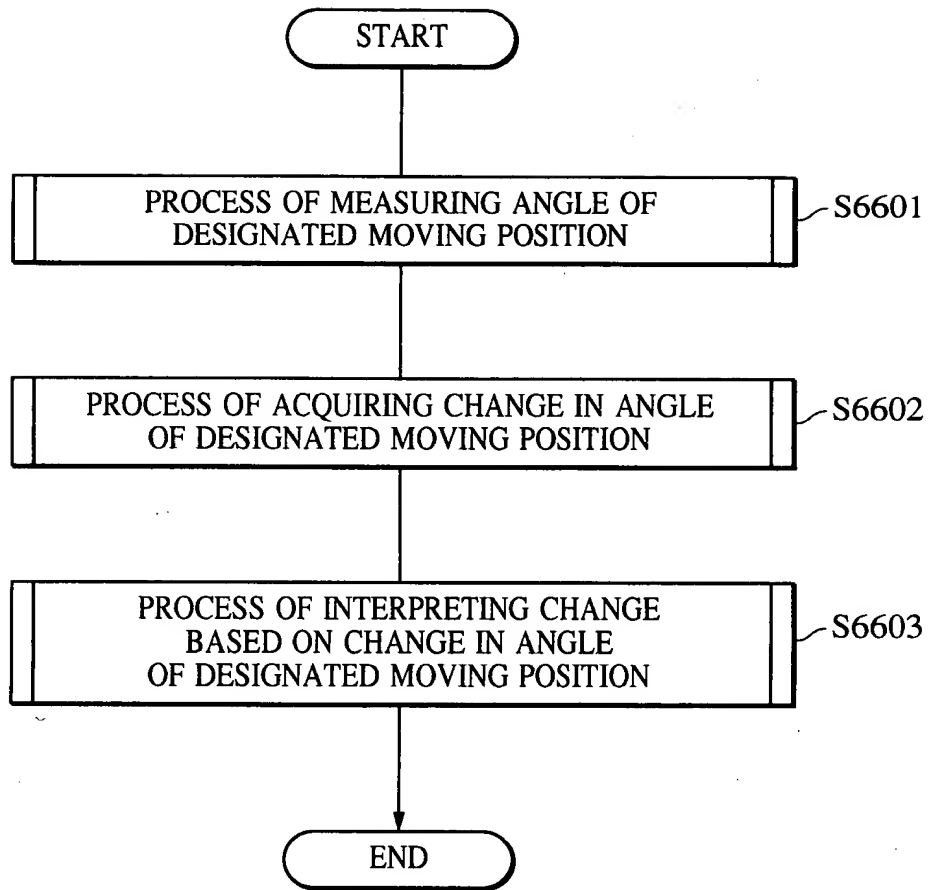 START
PROCESS OF MEASURING ANGLE OF
DESIGNATED MOVING POSITION
S6601
PROCESS OF ACQUIRING CHANGE IN ANGLE
OF DESIGNATED MOVING POSITION
S6602
PROCESS OF INTERPRETING CHANGE
BASED ON CHANGE IN ANGLE
OF DESIGNATED MOVING POSITION
S6603
END